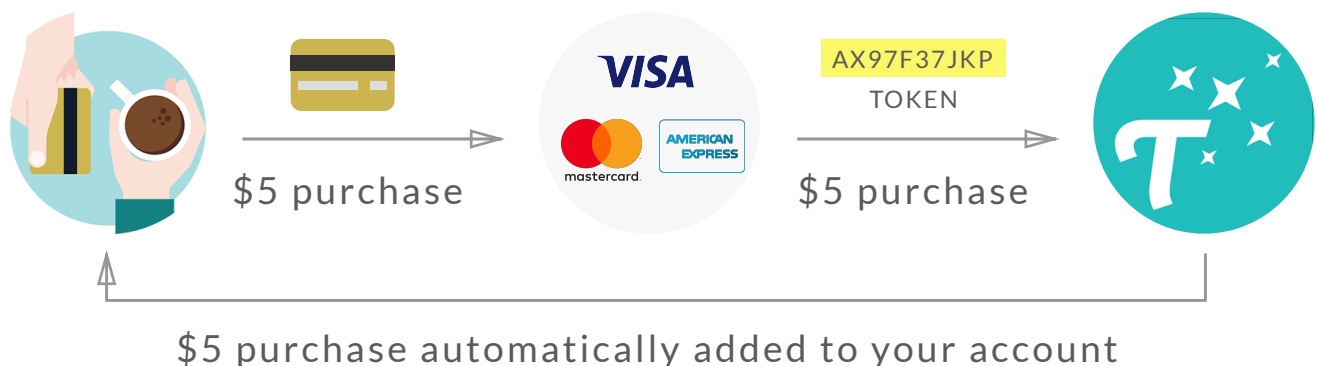 VISA
mastercard.
AMERICAN
EXPRESS
AX97F37JKP
TOKEN
T
$5 purchase
$5 purchase
$5 purchase automatically added to your account